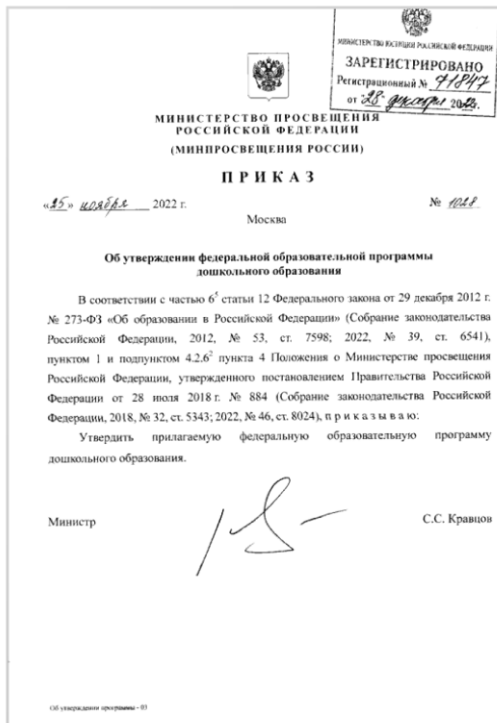 МИНИСТЕРСТВО ЮСТИЦИИ РОССИЙСКОЙ ФЕДЕРАЦИИ
ЗАРЕГИСТРИРОВАНО
Регистрационный № 71847
от "28" декабря 2022.
МИНИСТЕРСТВО ПРОСВЕЩЕНИЯ
РОССИЙСКОЙ ФЕДЕРАЦИИ
(МИНПРОСВЕЩЕНИЯ РОССИИ)
ПРИКАЗ
«25» ноября 2022 г.
№ 1028
Москва
Об утверждении федеральной образовательной программы
дошкольного образования
В соответствии с частью 6⁵ статьи 12 Федерального закона от 29 декабря 2012 г.
№ 273-ФЗ «Об образовании в Российской Федерации» (Собрание законодательства
Российской Федерации, 2012, № 53, ст. 7598; 2022, № 39, ст. 6541),
пунктом 1 и подпунктом 4.2.6² пункта 4 Положения о Министерстве просвещения
Российской Федерации, утвержденного постановлением Правительства Российской
Федерации от 28 июля 2018 г. № 884 (Собрание законодательства Российской
Федерации, 2018, № 32, ст. 5343; 2022, № 46, ст. 8024), приказываю:
Утвердить прилагаемую федеральную образовательную программу
дошкольного образования.
Министр
С.С. Кравцов
Об утверждении программы - 03